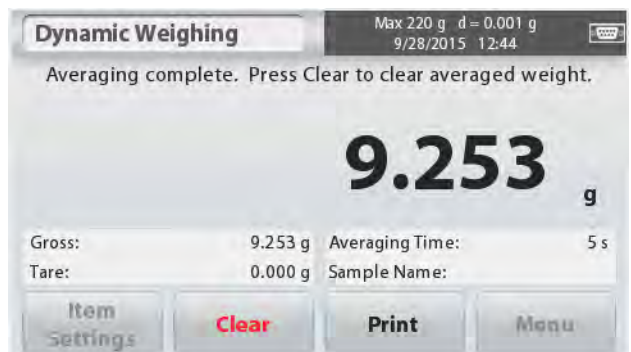 Dynamic Weighing
Max 220 g d = 0.001 g
9/28/2015 12:44
Averaging complete. Press Clear to clear averaged weight.
9.253 g
Gross: 9.253 g Averaging Time: 5 s
Tare: 0.000 g Sample Name:
Item Settings
Clear
Print
Menu